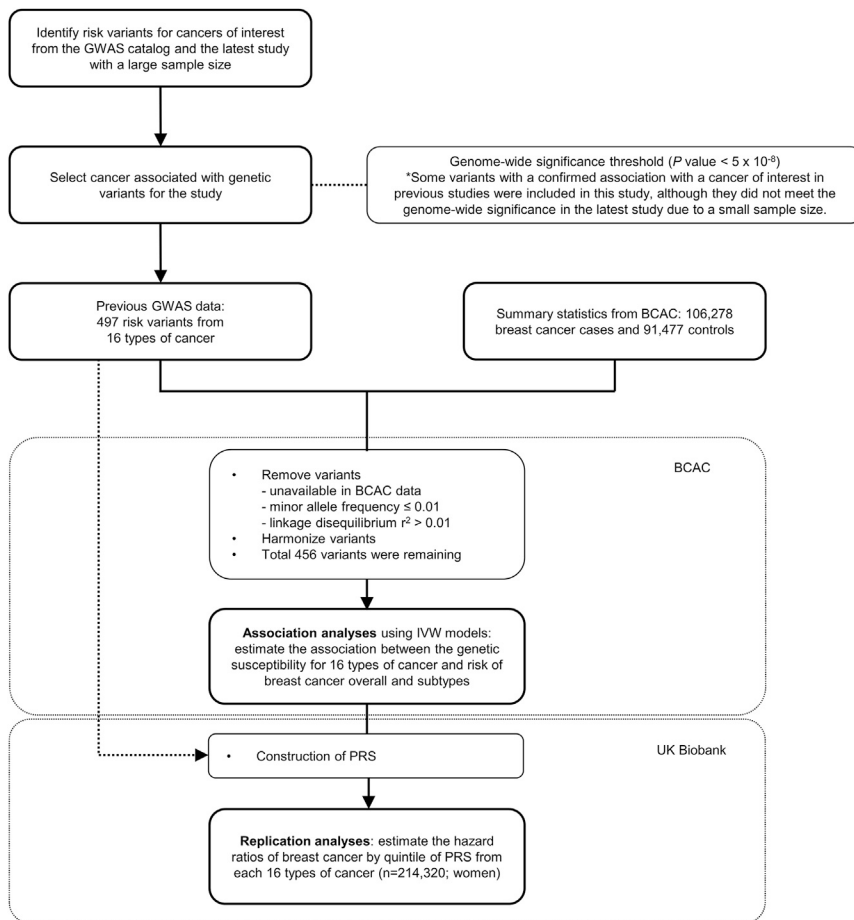 Identify risk variants for cancers of interest
from the GWAS catalog and the latest study
with a large sample size
Select cancer associated with genetic
variants for the study
Genome-wide significance threshold (P value < 5 x 10⁻⁸)
*Some variants with a confirmed association with a cancer of interest in
previous studies were included in this study, although they did not meet the
genome-wide significance in the latest study due to a small sample size.
Previous GWAS data:
497 risk variants from
16 types of cancer
Summary statistics from BCAC: 106,278
breast cancer cases and 91,477 controls
BCAC
• Remove variants
- unavailable in BCAC data
- minor allele frequency ≤ 0.01
- linkage disequilibrium r² > 0.01
• Harmonize variants
• Total 456 variants were remaining
Association analyses using IVW models:
estimate the association between the genetic
susceptibility for 16 types of cancer and risk of
breast cancer overall and subtypes
UK Biobank
• Construction of PRS
Replication analyses: estimate the hazard
ratios of breast cancer by quintile of PRS from
each 16 types of cancer (n=214,320; women)